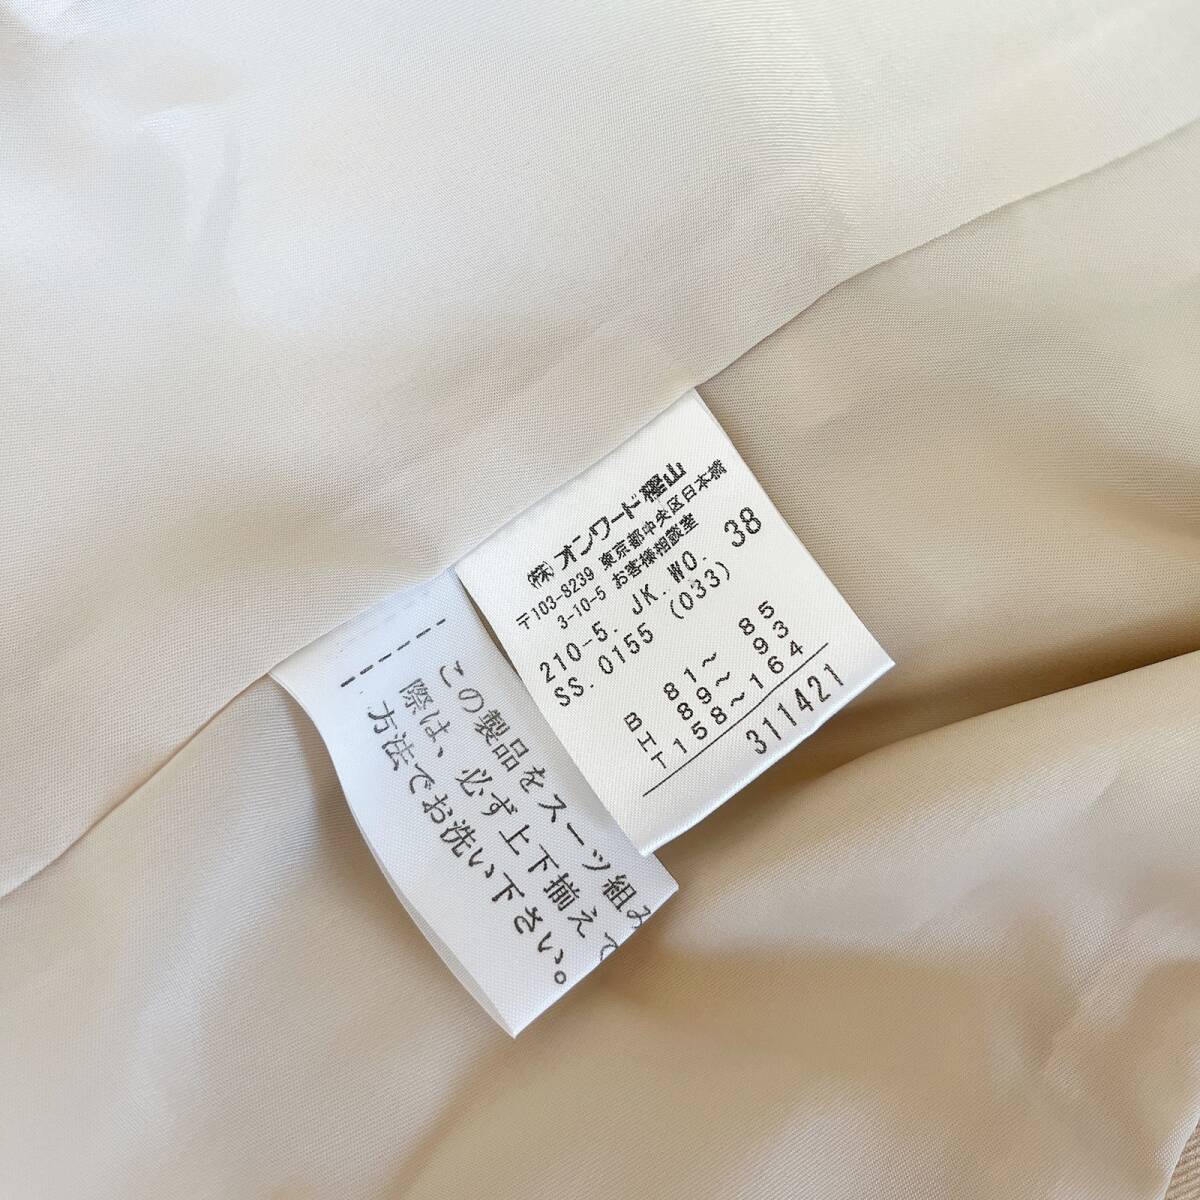 ㈱オンワード樫山
〒103-8239 東京都中央区日本橋
3-10-5 お客様相談室
210-5. JK. WO. 38
SS. 0155 (033)
B 81～ 85
H 89～ 93
T 158～164
311421
この製品をスーツ組み
際は、必ず上下揃えて
方法でお洗い下さい。